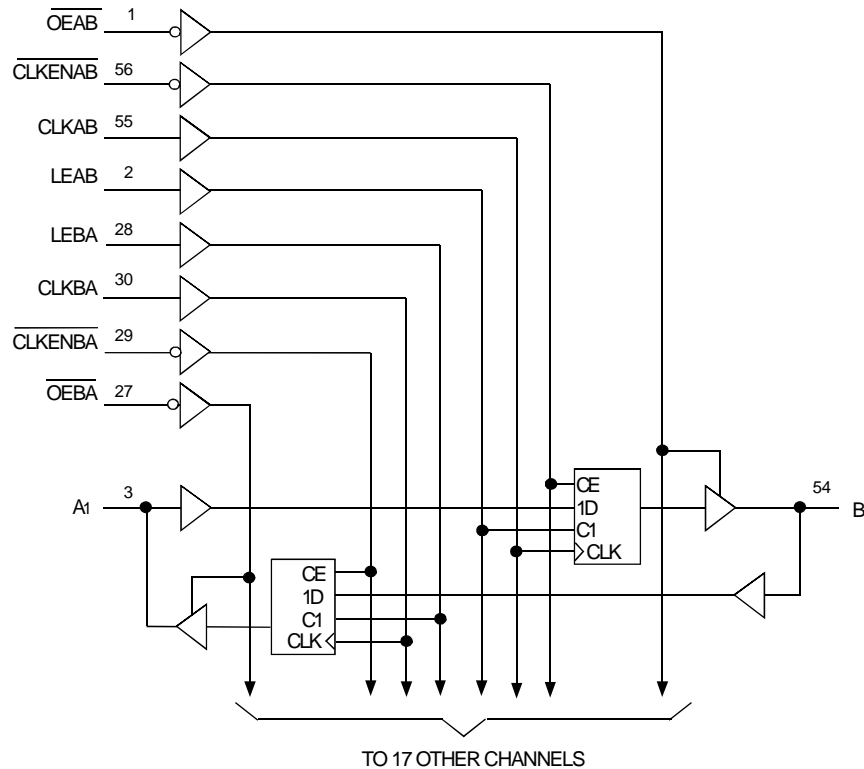 OEAB 1
CLKENAB 56
CLKAB 55
LEAB 2
LEBA 28
CLKBA 30
CLKENBA 29
OEBA 27
A1 3
CE
1D
C1
CLK
54 B
CE
1D
C1
CLK
TO 17 OTHER CHANNELS